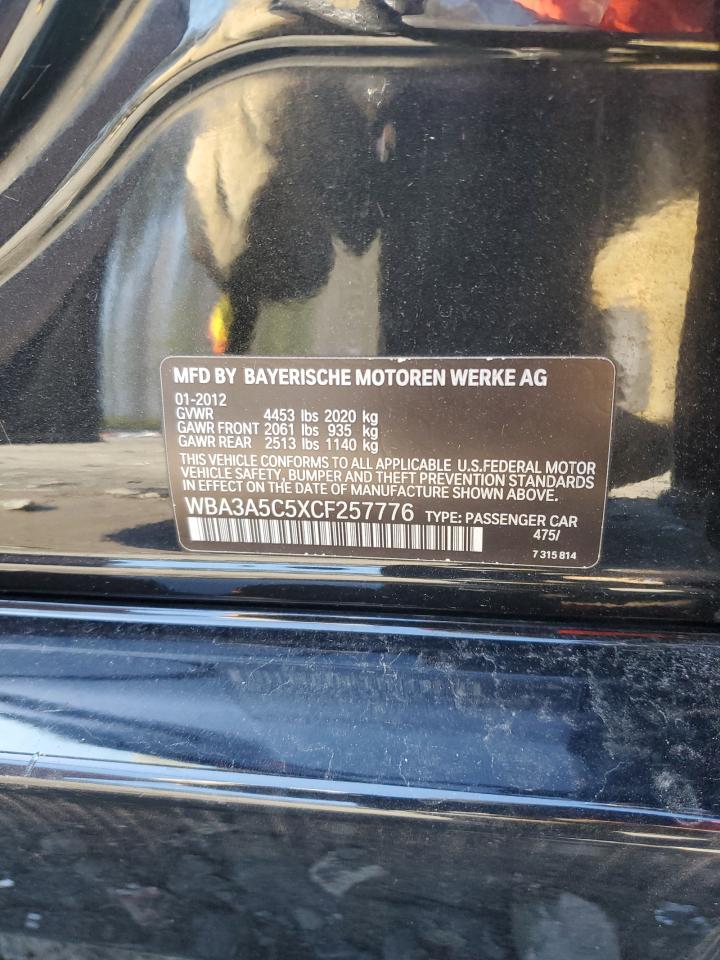 MFD BY BAYERISCHE MOTOREN WERKE AG
01-2012
GVWR 4453 lbs 2020 kg
GAWR FRONT 2061 lbs 935 kg
GAWR REAR 2513 lbs 1140 kg
THIS VEHICLE CONFORMS TO ALL APPLICABLE U.S.FEDERAL MOTOR
VEHICLE SAFETY, BUMPER AND THEFT PREVENTION STANDARDS
IN EFFECT ON THE DATE OF MANUFACTURE SHOWN ABOVE.
WBA3A5C5XCF257776 TYPE: PASSENGER CAR
475/
7 315 814